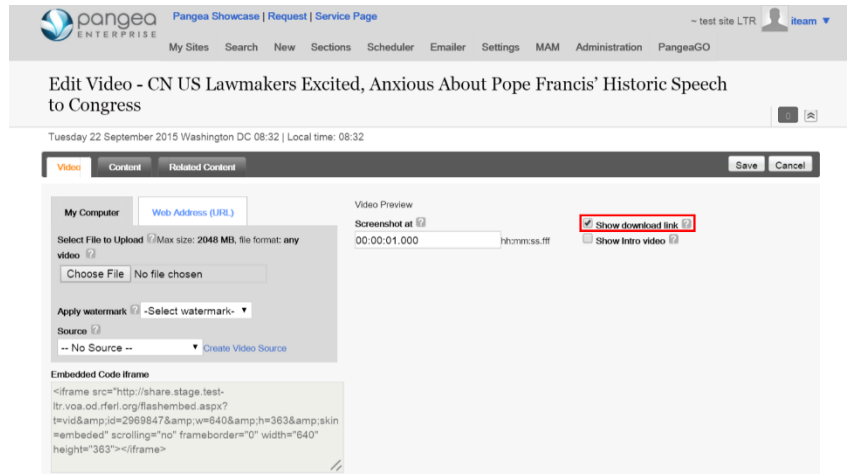 pangea
ENTERPRISE
Pangea Showcase | Request | Service Page
~ test site LTR
iteam ▼
My Sites Search New Sections Scheduler Emailer Settings MAM Administration PangeaGO
Edit Video - CN US Lawmakers Excited, Anxious About Pope Francis' Historic Speech
to Congress
0
Tuesday 22 September 2015 Washington DC 08:32 | Local time: 08:32
Video Content Related Content
Save Cancel
My Computer Web Address (URL)
Select File to Upload ? Max size: 2048 MB, file format: any
video ?
Choose File No file chosen
Apply watermark ? -Select watermark- ▼
Source ?
-- No Source -- ▼ Create Video Source
Video Preview
Screenshot at ?
00:00:01.000 hh:mm:ss.fff
Show download link ?
Show Intro video ?
Embedded Code iframe
<iframe src="http://share.stage.test-
ltr.voa.od.rferl.org/flashembed.aspx?
t=vid&amp;id=2969847&amp;w=640&amp;h=363&amp;skin
=embeded" scrolling="no" frameborder="0" width="640"
height="363"></iframe>